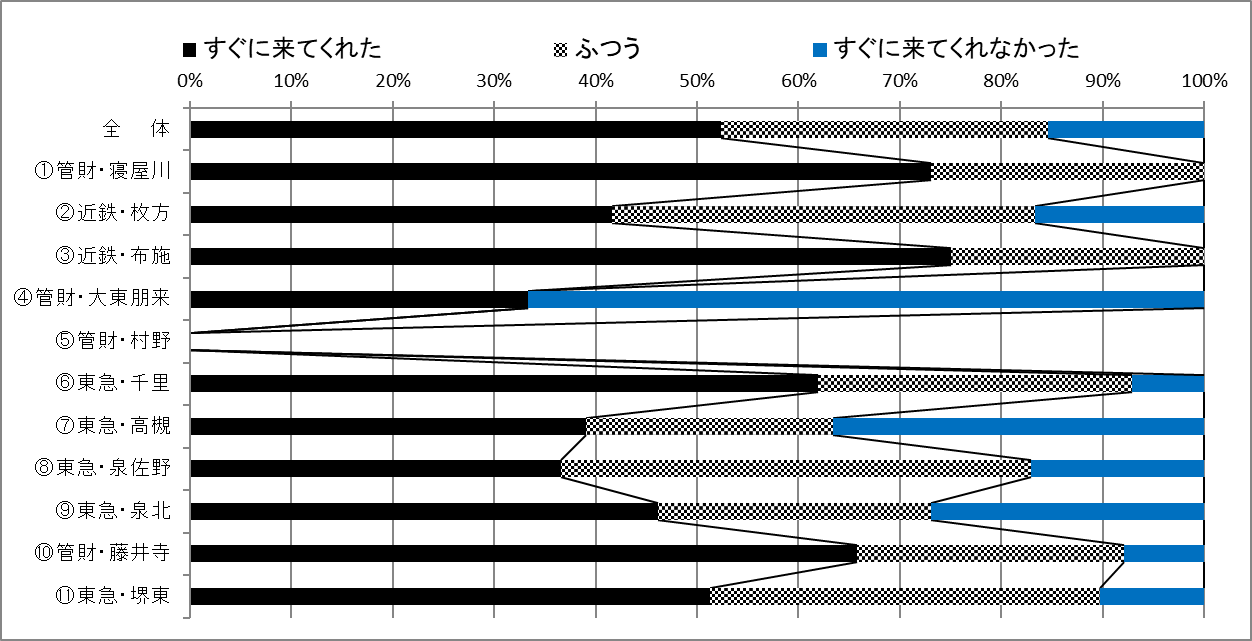 すぐに来てくれた ふつう すぐに来てくれなかった
0% 10% 20% 30% 40% 50% 60% 70% 80% 90% 100%
全 体
①管財・寝屋川
②近鉄・枚方
③近鉄・布施
④管財・大東朋来
⑤管財・村野
⑥東急・千里
⑦東急・高槻
⑧東急・泉佐野
⑨東急・泉北
⑩管財・藤井寺
⑪東急・堺東